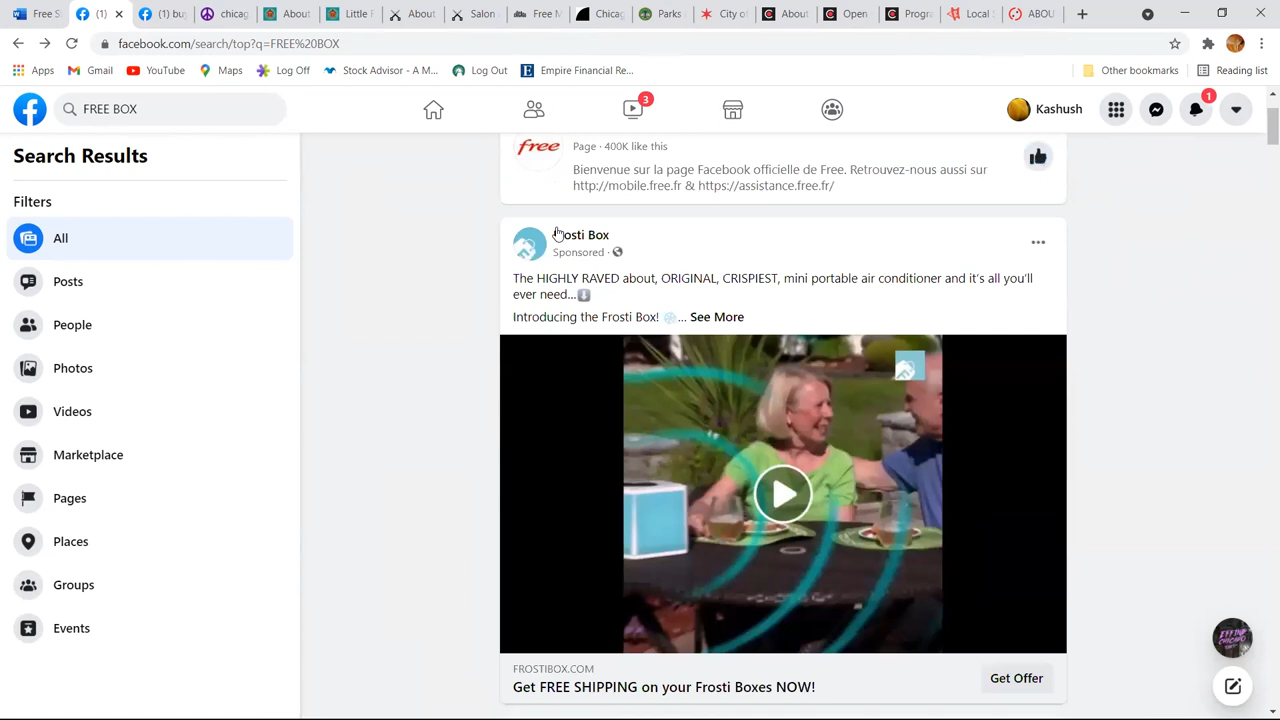 Free S
(1)
(1) buy
chicag
About
Little F
About
Salon
Free M
Chicag
Parks
City of
About
Open
Progra
Local
ABOU
facebook.com/search/top?q=FREE%20BOX
Apps
Gmail
YouTube
Maps
Log Off
Stock Advisor - A M...
Log Out
Empire Financial Re...
Other bookmarks
Reading list
FREE BOX
3
Kashush
1
Search Results
Filters
All
Posts
People
Photos
Videos
Marketplace
Pages
Places
Groups
Events
free
Page · 400K like this
Bienvenue sur la page Facebook officielle de Free. Retrouvez-nous aussi sur
http://mobile.free.fr & https://assistance.free.fr/
Frosti Box
Sponsored ·
The HIGHLY RAVED about, ORIGINAL, CRISPIEST, mini portable air conditioner and it's all you'll
ever need...
Introducing the Frosti Box! ... See More
FROSTIBOX.COM
Get FREE SHIPPING on your Frosti Boxes NOW!
Get Offer